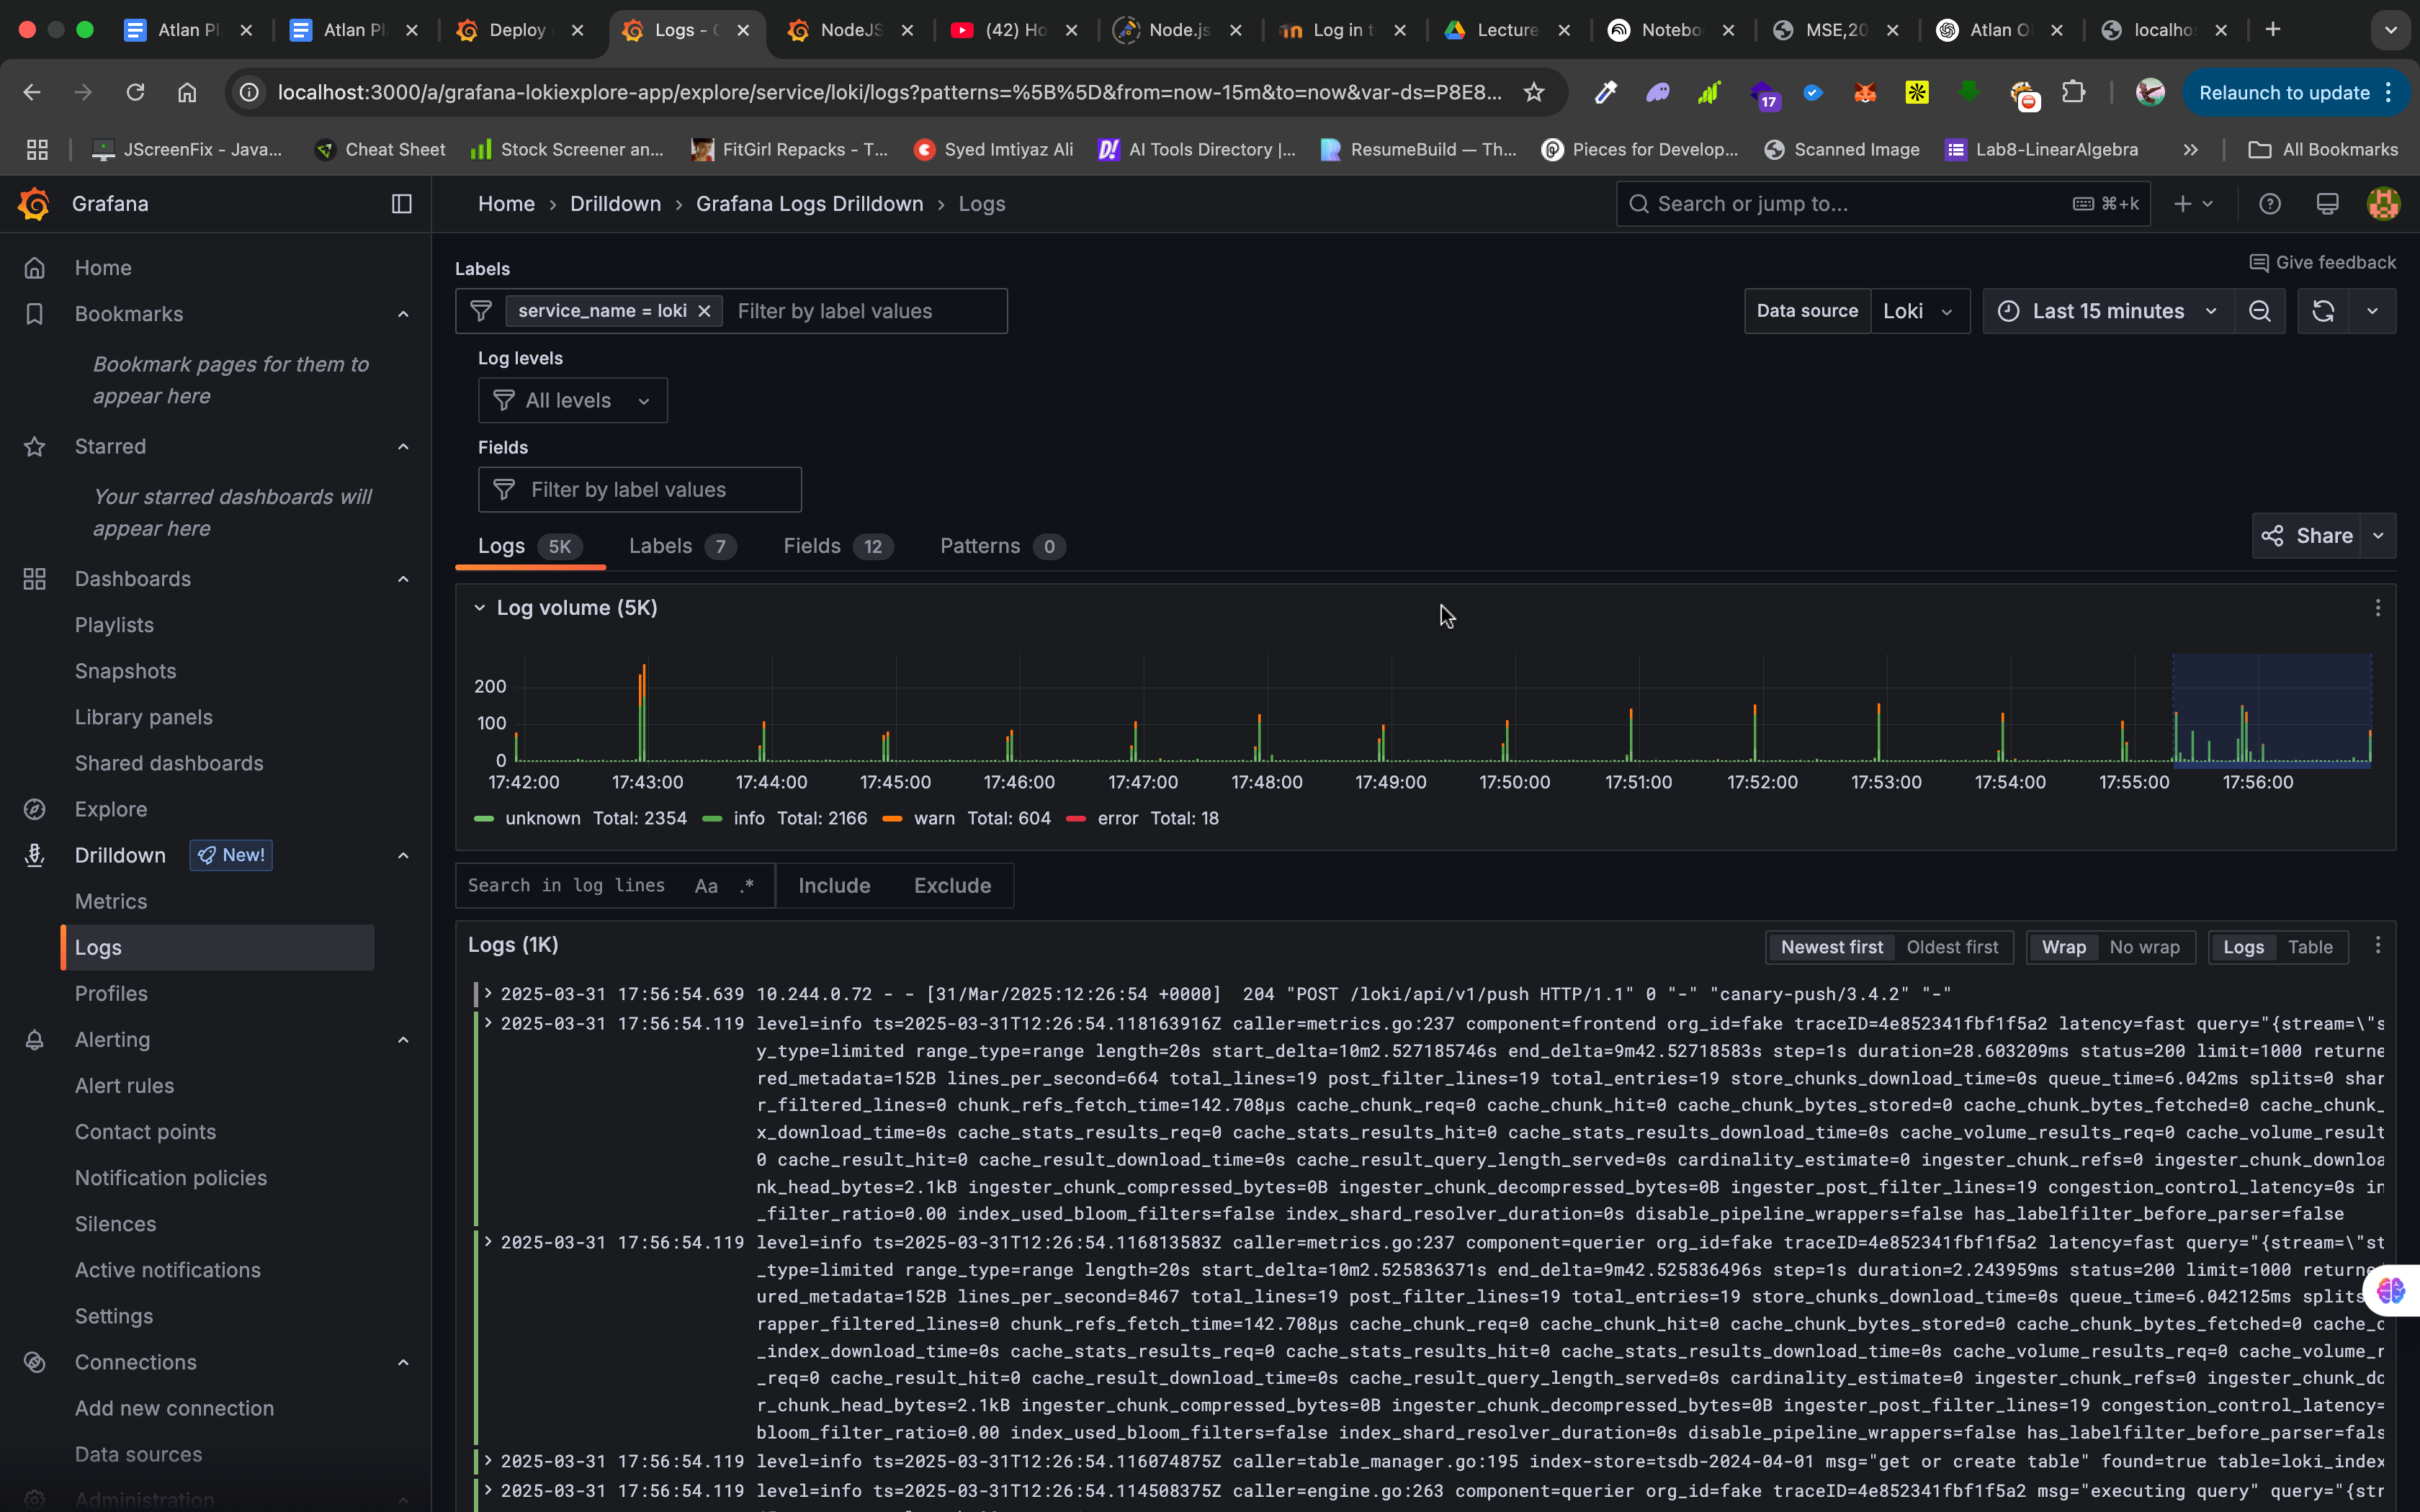 Atlan Pl
Atlan Pl
Deploy
Logs - G
NodeJS
(42) Ho
Node.js
Log in t
Lecture
Notebo
MSE,20
Atlan O
localho
localhost:3000/a/grafana-lokiexplore-app/explore/service/loki/logs?patterns=%5B%5D&from=now-15m&to=now&var-ds=P8E8...
17
Relaunch to update
JScreenFix - Java...
Cheat Sheet
Stock Screener an...
FitGirl Repacks - T...
Syed Imtiyaz Ali
AI Tools Directory |...
ResumeBuild — Th...
Pieces for Develop...
Scanned Image
Lab8-LinearAlgebra
All Bookmarks
Grafana
Home › Drilldown › Grafana Logs Drilldown › Logs
Search or jump to...
⌘+k
Home
Bookmarks
Bookmark pages for them to
appear here
Starred
Your starred dashboards will
appear here
Dashboards
Playlists
Snapshots
Library panels
Shared dashboards
Explore
Drilldown New!
Metrics
Logs
Profiles
Alerting
Alert rules
Contact points
Notification policies
Silences
Active notifications
Settings
Connections
Add new connection
Data sources
Administration
Labels
Give feedback
service_name = loki
Filter by label values
Data source Loki
Last 15 minutes
Log levels
All levels
Fields
Filter by label values
Logs 5K Labels 7 Fields 12 Patterns 0
Share
Log volume (5K)
200
100
0
17:42:00 17:43:00 17:44:00 17:45:00 17:46:00 17:47:00 17:48:00 17:49:00 17:50:00 17:51:00 17:52:00 17:53:00 17:54:00 17:55:00 17:56:00
unknown Total: 2354 info Total: 2166 warn Total: 604 error Total: 18
Search in log lines Aa .* Include Exclude
Logs (1K)
Newest first Oldest first Wrap No wrap Logs Table
2025-03-31 17:56:54.639 10.244.0.72 - - [31/Mar/2025:12:26:54 +0000]  204 "POST /loki/api/v1/push HTTP/1.1" 0 "-" "canary-push/3.4.2" "-"
2025-03-31 17:56:54.119 level=info ts=2025-03-31T12:26:54.118163916Z caller=metrics.go:237 component=frontend org_id=fake traceID=4e852341fbf1f5a2 latency=fast query="{stream=\"s
y_type=limited range_type=range length=20s start_delta=10m2.527185746s end_delta=9m42.52718583s step=1s duration=28.603209ms status=200 limit=1000 returne
red_metadata=152B lines_per_second=664 total_lines=19 post_filter_lines=19 total_entries=19 store_chunks_download_time=0s queue_time=6.042ms splits=0 shar
r_filtered_lines=0 chunk_refs_fetch_time=142.708µs cache_chunk_req=0 cache_chunk_hit=0 cache_chunk_bytes_stored=0 cache_chunk_bytes_fetched=0 cache_chunk_
x_download_time=0s cache_stats_results_req=0 cache_stats_results_hit=0 cache_stats_results_download_time=0s cache_volume_results_req=0 cache_volume_result
0 cache_result_hit=0 cache_result_download_time=0s cache_result_query_length_served=0s cardinality_estimate=0 ingester_chunk_refs=0 ingester_chunk_downloa
nk_head_bytes=2.1kB ingester_chunk_compressed_bytes=0B ingester_chunk_decompressed_bytes=0B ingester_post_filter_lines=19 congestion_control_latency=0s in
_filter_ratio=0.00 index_used_bloom_filters=false index_shard_resolver_duration=0s disable_pipeline_wrappers=false has_labelfilter_before_parser=false
2025-03-31 17:56:54.119 level=info ts=2025-03-31T12:26:54.116813583Z caller=metrics.go:237 component=querier org_id=fake traceID=4e852341fbf1f5a2 latency=fast query="{stream=\"st
_type=limited range_type=range length=20s start_delta=10m2.525836371s end_delta=9m42.525836496s step=1s duration=2.243959ms status=200 limit=1000 returne
ured_metadata=152B lines_per_second=8467 total_lines=19 post_filter_lines=19 total_entries=19 store_chunks_download_time=0s queue_time=6.042125ms splits
rapper_filtered_lines=0 chunk_refs_fetch_time=142.708µs cache_chunk_req=0 cache_chunk_hit=0 cache_chunk_bytes_stored=0 cache_chunk_bytes_fetched=0 cache_c
_index_download_time=0s cache_stats_results_req=0 cache_stats_results_hit=0 cache_stats_results_download_time=0s cache_volume_results_req=0 cache_volume_r
_req=0 cache_result_hit=0 cache_result_download_time=0s cache_result_query_length_served=0s cardinality_estimate=0 ingester_chunk_refs=0 ingester_chunk_do
r_chunk_head_bytes=2.1kB ingester_chunk_compressed_bytes=0B ingester_chunk_decompressed_bytes=0B ingester_post_filter_lines=19 congestion_control_latency=
bloom_filter_ratio=0.00 index_used_bloom_filters=false index_shard_resolver_duration=0s disable_pipeline_wrappers=false has_labelfilter_before_parser=fals
2025-03-31 17:56:54.119 level=info ts=2025-03-31T12:26:54.116074875Z caller=table_manager.go:195 index-store=tsdb-2024-04-01 msg="get or create table" found=true table=loki_index
2025-03-31 17:56:54.119 level=info ts=2025-03-31T12:26:54.114508375Z caller=engine.go:263 component=querier org_id=fake traceID=4e852341fbf1f5a2 msg="executing query" query="{str